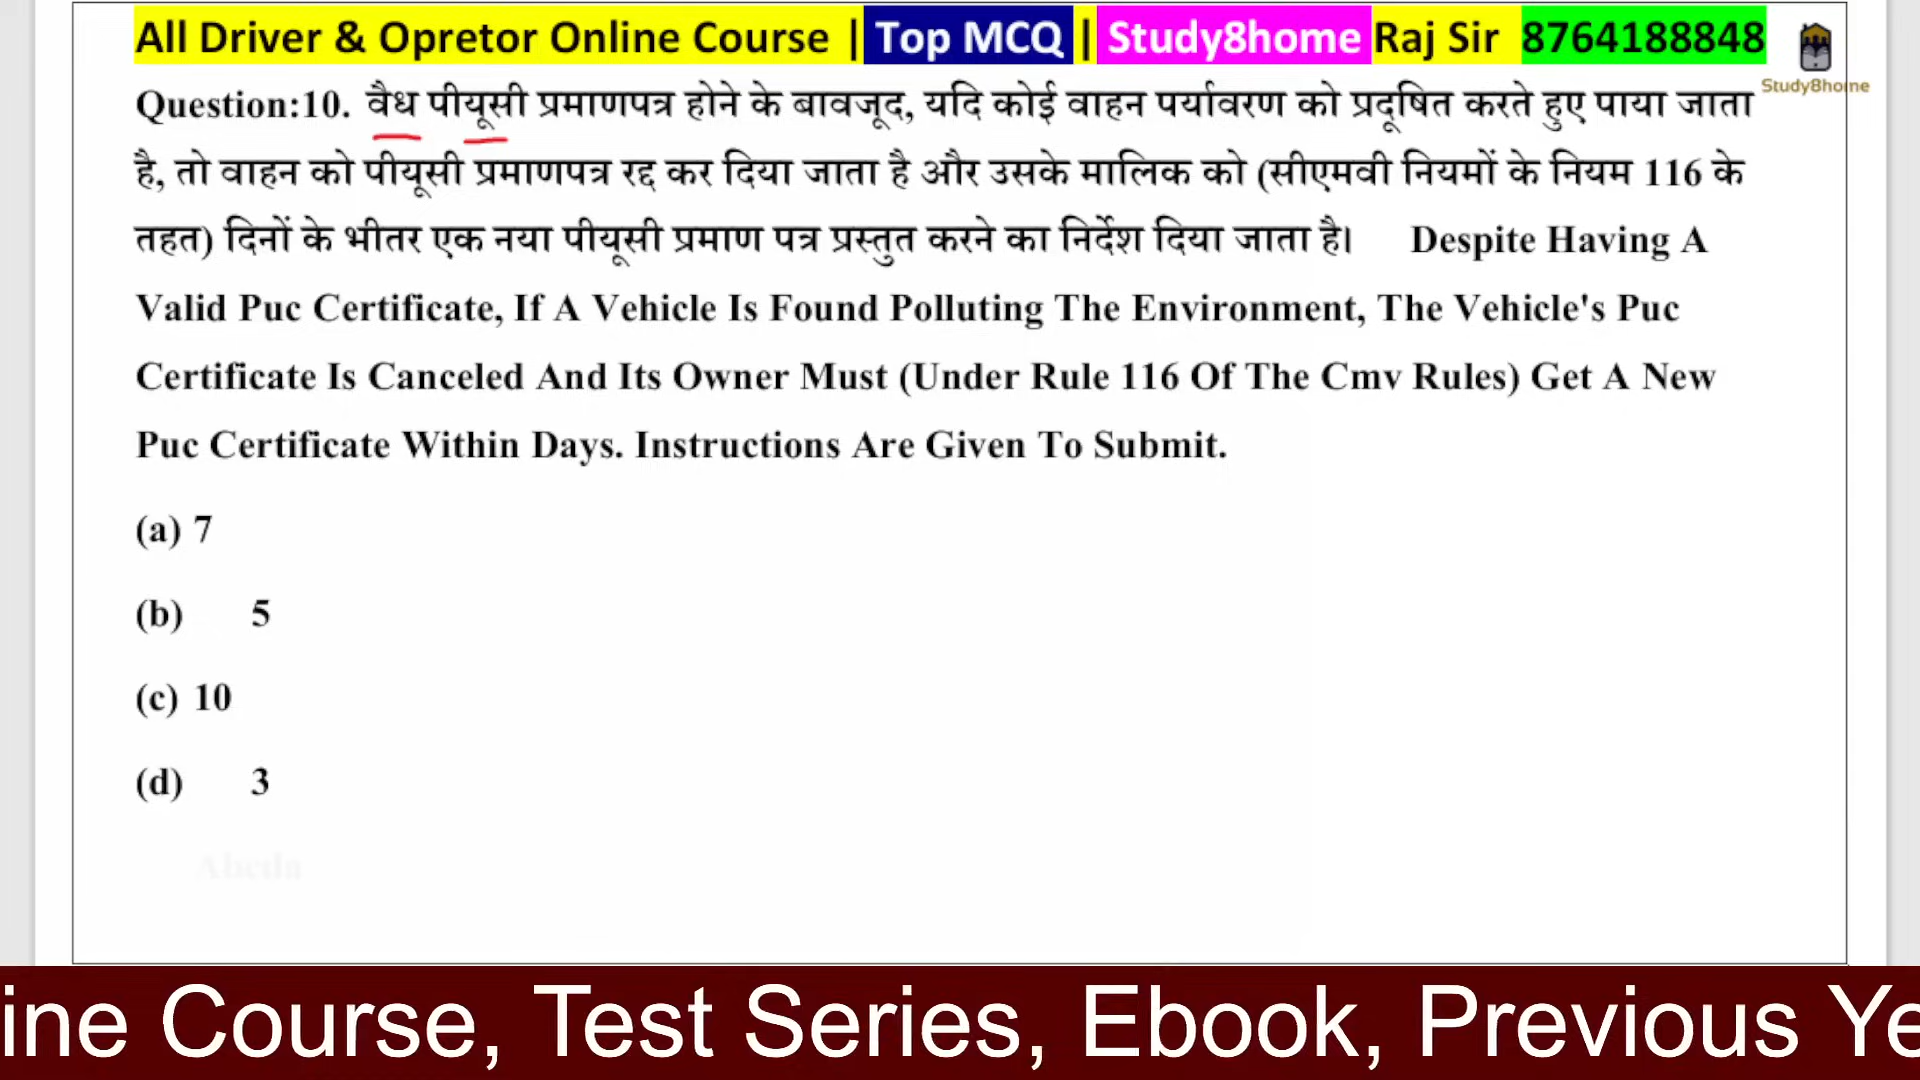 All Driver & Opretor Online Course | Top MCQ | Study8home Raj Sir 8764188848
Study8home
Question:10. वैध पीयूसी प्रमाणपत्र होने के बावजूद, यदि कोई वाहन पर्यावरण को प्रदूषित करते हुए पाया जाता
है, तो वाहन को पीयूसी प्रमाणपत्र रद्द कर दिया जाता है और उसके मालिक को (सीएमवी नियमों के नियम 116 के
तहत) दिनों के भीतर एक नया पीयूसी प्रमाण पत्र प्रस्तुत करने का निर्देश दिया जाता है। Despite Having A
Valid Puc Certificate, If A Vehicle Is Found Polluting The Environment, The Vehicle's Puc
Certificate Is Canceled And Its Owner Must (Under Rule 116 Of The Cmv Rules) Get A New
Puc Certificate Within Days. Instructions Are Given To Submit.
(a) 7
(b) 5
(c) 10
(d) 3
ine Course, Test Series, Ebook, Previous Ye